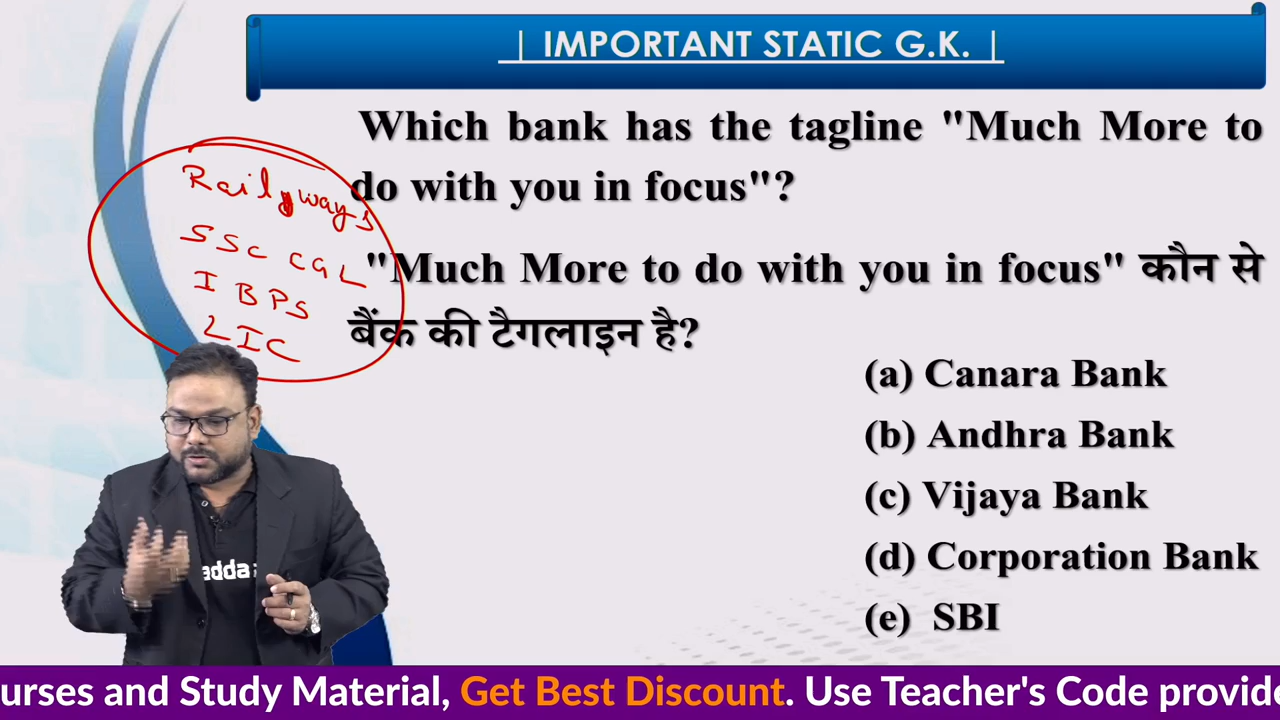 | IMPORTANT STATIC G.K. |
Which bank has the tagline "Much More to
do with you in focus"?
"Much More to do with you in focus" कौन से
बैंक की टैगलाइन है?
Railways
SSC CGL
IBPS
LIC
(a) Canara Bank
(b) Andhra Bank
(c) Vijaya Bank
(d) Corporation Bank
(e) SBI
adda
urses and Study Material, Get Best Discount. Use Teacher's Code provide